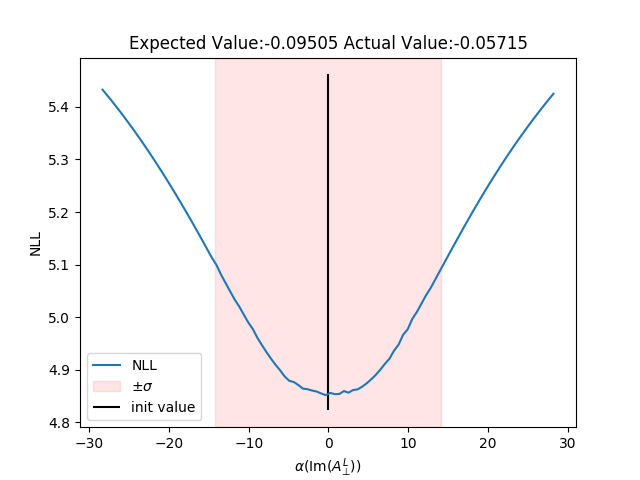 Expected Value:-0.09505 Actual Value:-0.05715
NLL
5.4
5.3
5.2
5.1
5.0
4.9
4.8
NLL
±σ
init value
−30 −20 −10 0 10 20 30
α(Im(A_⊥^L))